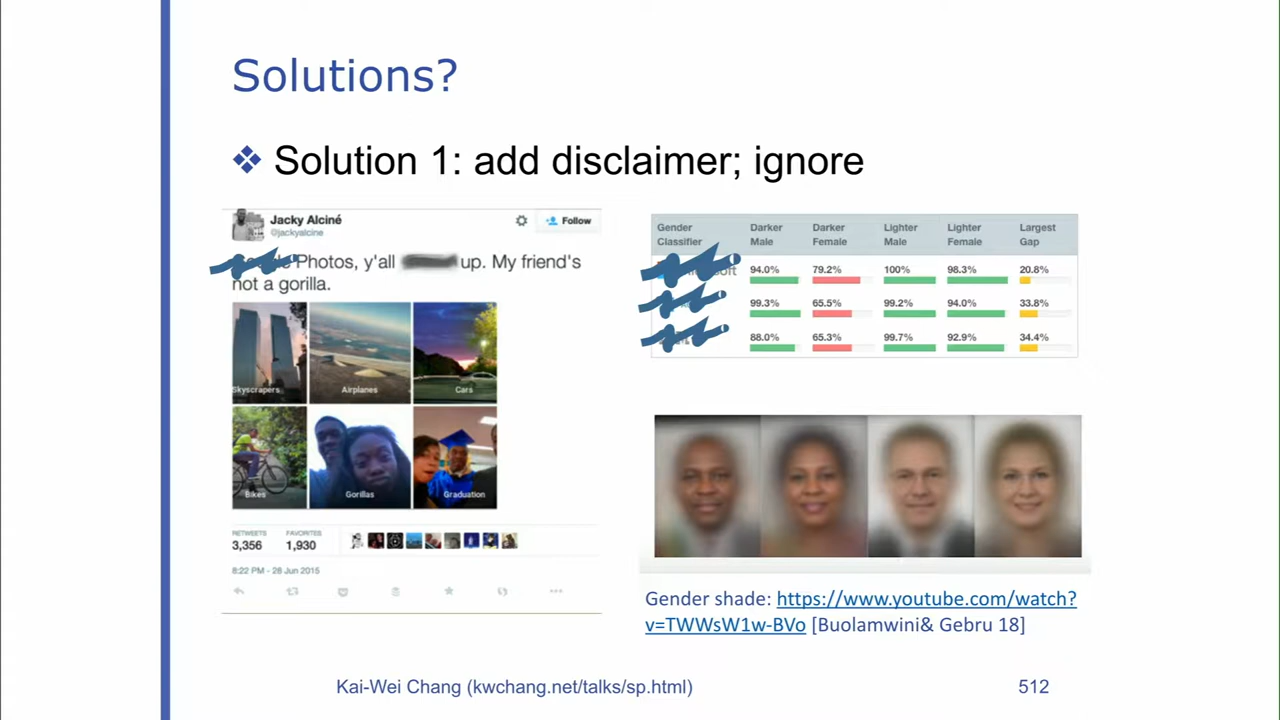 Solutions?
❖ Solution 1: add disclaimer; ignore
Jacky Alciné
@jackyalcine
Follow
Photos, y'all up. My friend's
not a gorilla.
Skyscrapers
Airplanes
Cars
Bikes
Gorillas
Graduation
RETWEETS FAVORITES
3,356 1,930
8:22 PM - 28 Jun 2015
Gender Classifier
Darker Male
Darker Female
Lighter Male
Lighter Female
Largest Gap
94.0% 79.2% 100% 98.3% 20.8%
99.3% 65.5% 99.2% 94.0% 33.8%
88.0% 65.3% 99.7% 92.9% 34.4%
Gender shade: https://www.youtube.com/watch?
v=TWWsW1w-BVo [Buolamwini& Gebru 18]
Kai-Wei Chang (kwchang.net/talks/sp.html)
512